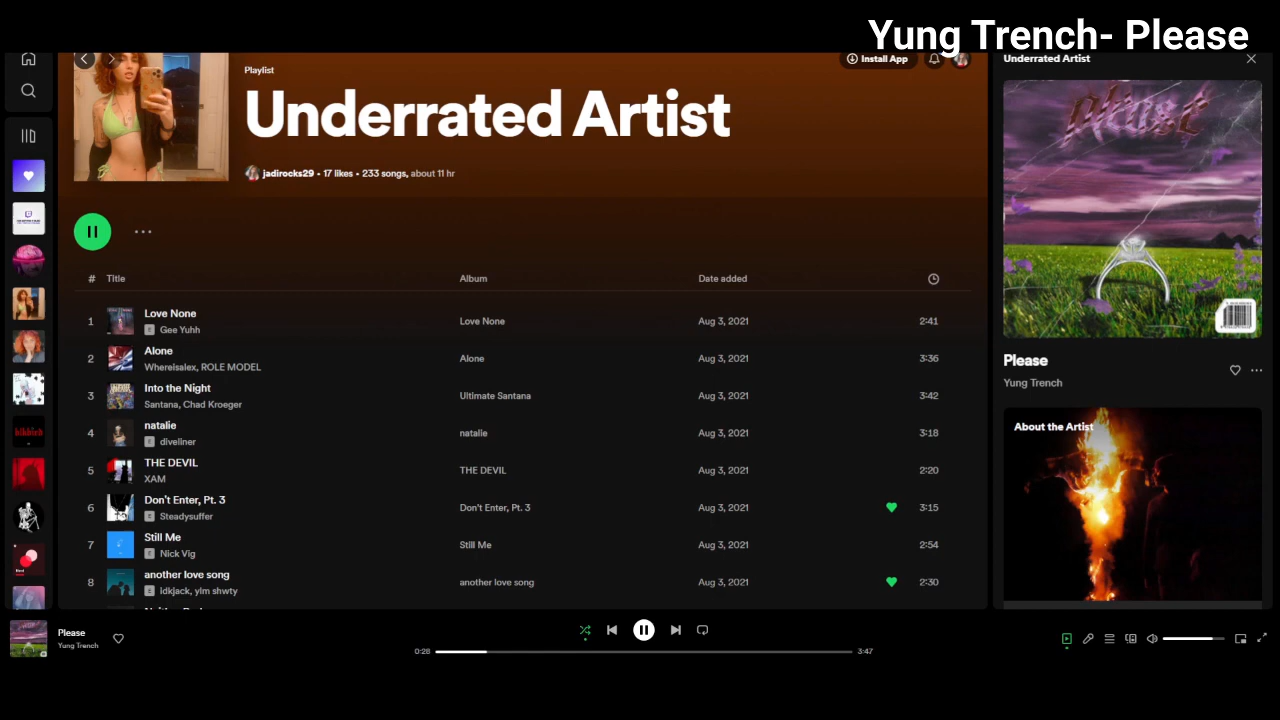 Yung Trench- Please
Install App
Playlist
Underrated Artist
jadirocks29 • 17 likes • 233 songs, about 11 hr
# Title Album Date added
1 Love None Love None Aug 3, 2021 2:41
E Gee Yuhh
2 Alone Alone Aug 3, 2021 3:36
Whereisalex, ROLE MODEL
3 Into the Night Ultimate Santana Aug 3, 2021 3:42
Santana, Chad Kroeger
4 natalie natalie Aug 3, 2021 3:18
E diveliner
5 THE DEVIL THE DEVIL Aug 3, 2021 2:20
XAM
6 Don't Enter, Pt. 3 Don't Enter, Pt. 3 Aug 3, 2021 3:15
E Steadysuffer
7 Still Me Still Me Aug 3, 2021 2:54
E Nick Vig
8 another love song another love song Aug 3, 2021 2:30
E idkjack, ylm shwty
Underrated Artist
please
Please
Yung Trench
About the Artist
Please
Yung Trench
0:28 3:47